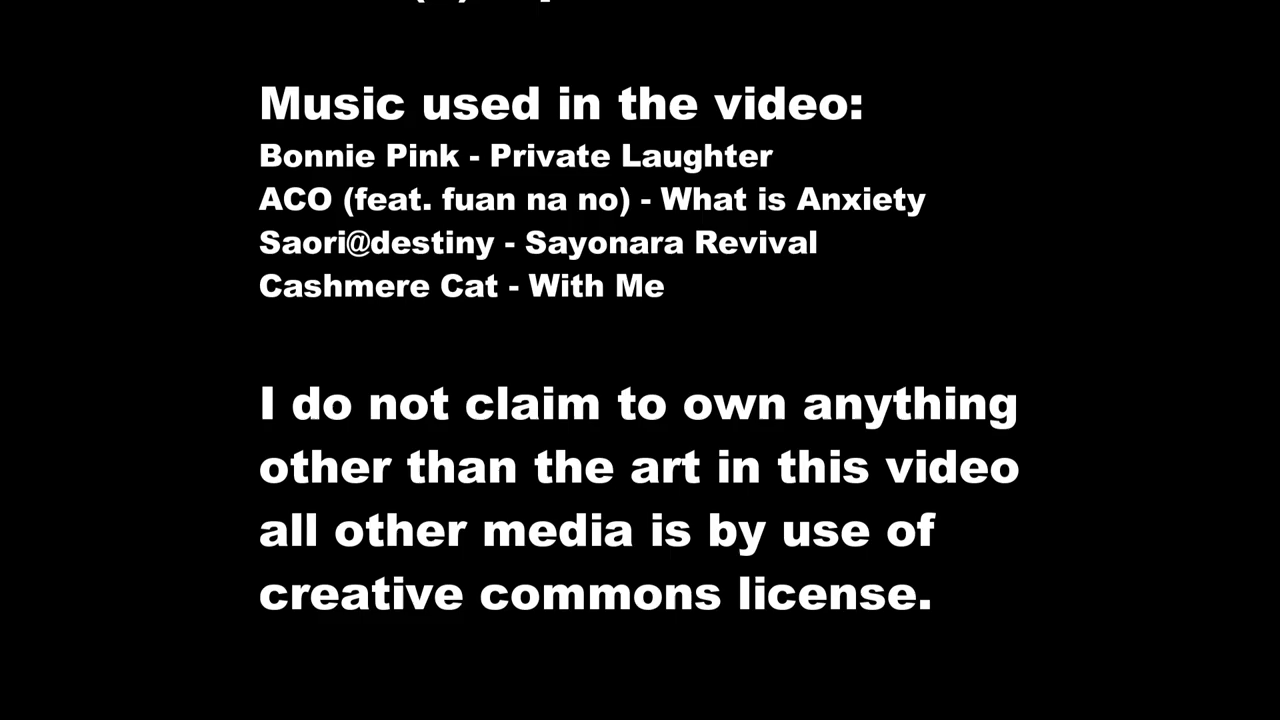 Music used in the video:
Bonnie Pink - Private Laughter
ACO (feat. fuan na no) - What is Anxiety
Saori@destiny - Sayonara Revival
Cashmere Cat - With Me
I do not claim to own anything
other than the art in this video
all other media is by use of
creative commons license.